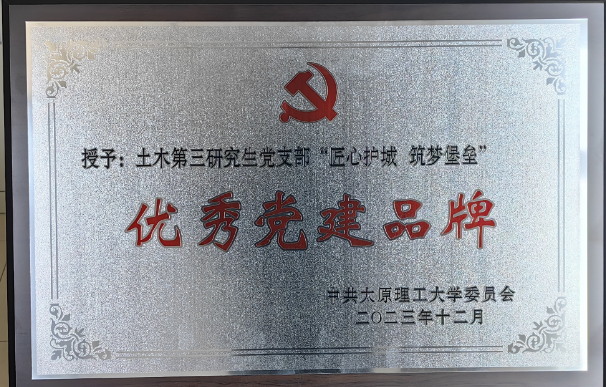 授予：土木第三研究生党支部“匠心护城 筑梦堡垒”
优秀党建品牌
中共太原理工大学委员会
二〇二三年十二月